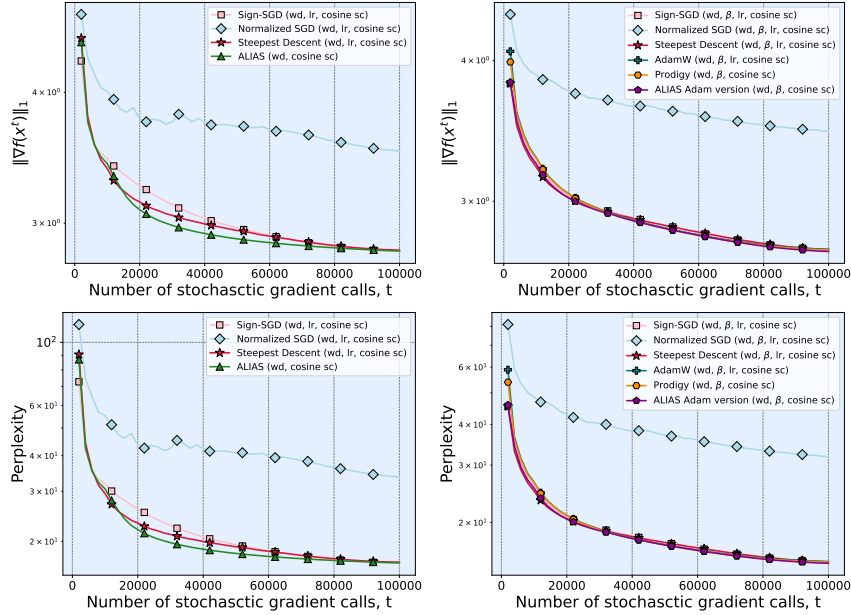 Sign-SGD (wd, lr, cosine sc)
Normalized SGD (wd, lr, cosine sc)
Steepest Descent (wd, lr, cosine sc)
ALIAS (wd, cosine sc)
4 × 10⁰
3 × 10⁰
‖∇f(xᵗ)‖₁
0 20000 40000 60000 80000 100000
Number of stochasctic gradient calls, t
Sign-SGD (wd, β, lr, cosine sc)
Normalized SGD (wd, β, lr, cosine sc)
Steepest Descent (wd, β, lr, cosine sc)
AdamW (wd, β, lr, cosine sc)
Prodigy (wd, β, cosine sc)
ALIAS Adam version (wd, β, cosine sc)
4 × 10⁰
3 × 10⁰
‖∇f(xᵗ)‖₁
0 20000 40000 60000 80000 100000
Number of stochasctic gradient calls, t
Sign-SGD (wd, lr, cosine sc)
Normalized SGD (wd, lr, cosine sc)
Steepest Descent (wd, lr, cosine sc)
ALIAS (wd, cosine sc)
10²
6 × 10¹
4 × 10¹
3 × 10¹
2 × 10¹
Perplexity
0 20000 40000 60000 80000 100000
Number of stochasctic gradient calls, t
Sign-SGD (wd, β, lr, cosine sc)
Normalized SGD (wd, β, lr, cosine sc)
Steepest Descent (wd, β, lr, cosine sc)
AdamW (wd, β, lr, cosine sc)
Prodigy (wd, β, cosine sc)
ALIAS Adam version (wd, β, cosine sc)
6 × 10¹
4 × 10¹
3 × 10¹
2 × 10¹
Perplexity
0 20000 40000 60000 80000 100000
Number of stochasctic gradient calls, t